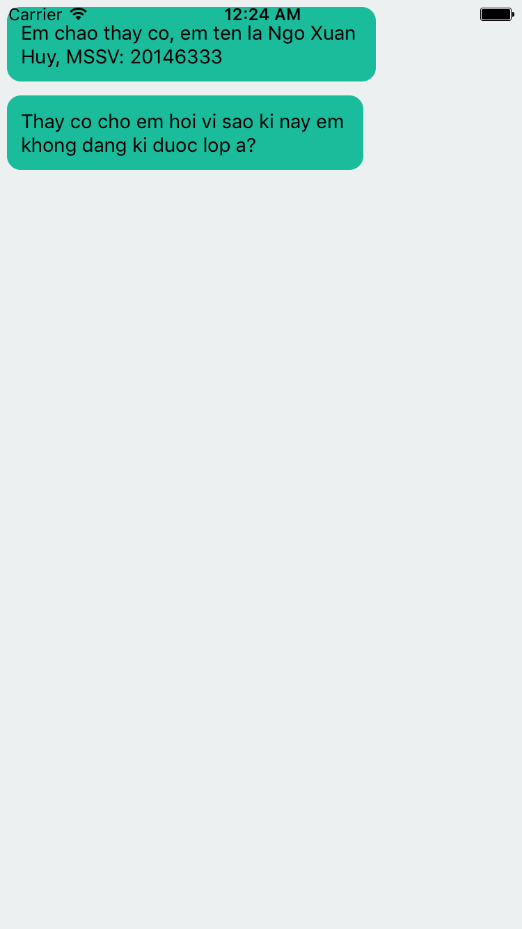 Carrier 12:24 AM
Em chao thay co, em ten la Ngo Xuan
Huy, MSSV: 20146333
Thay co cho em hoi vi sao ki nay em
khong dang ki duoc lop a?